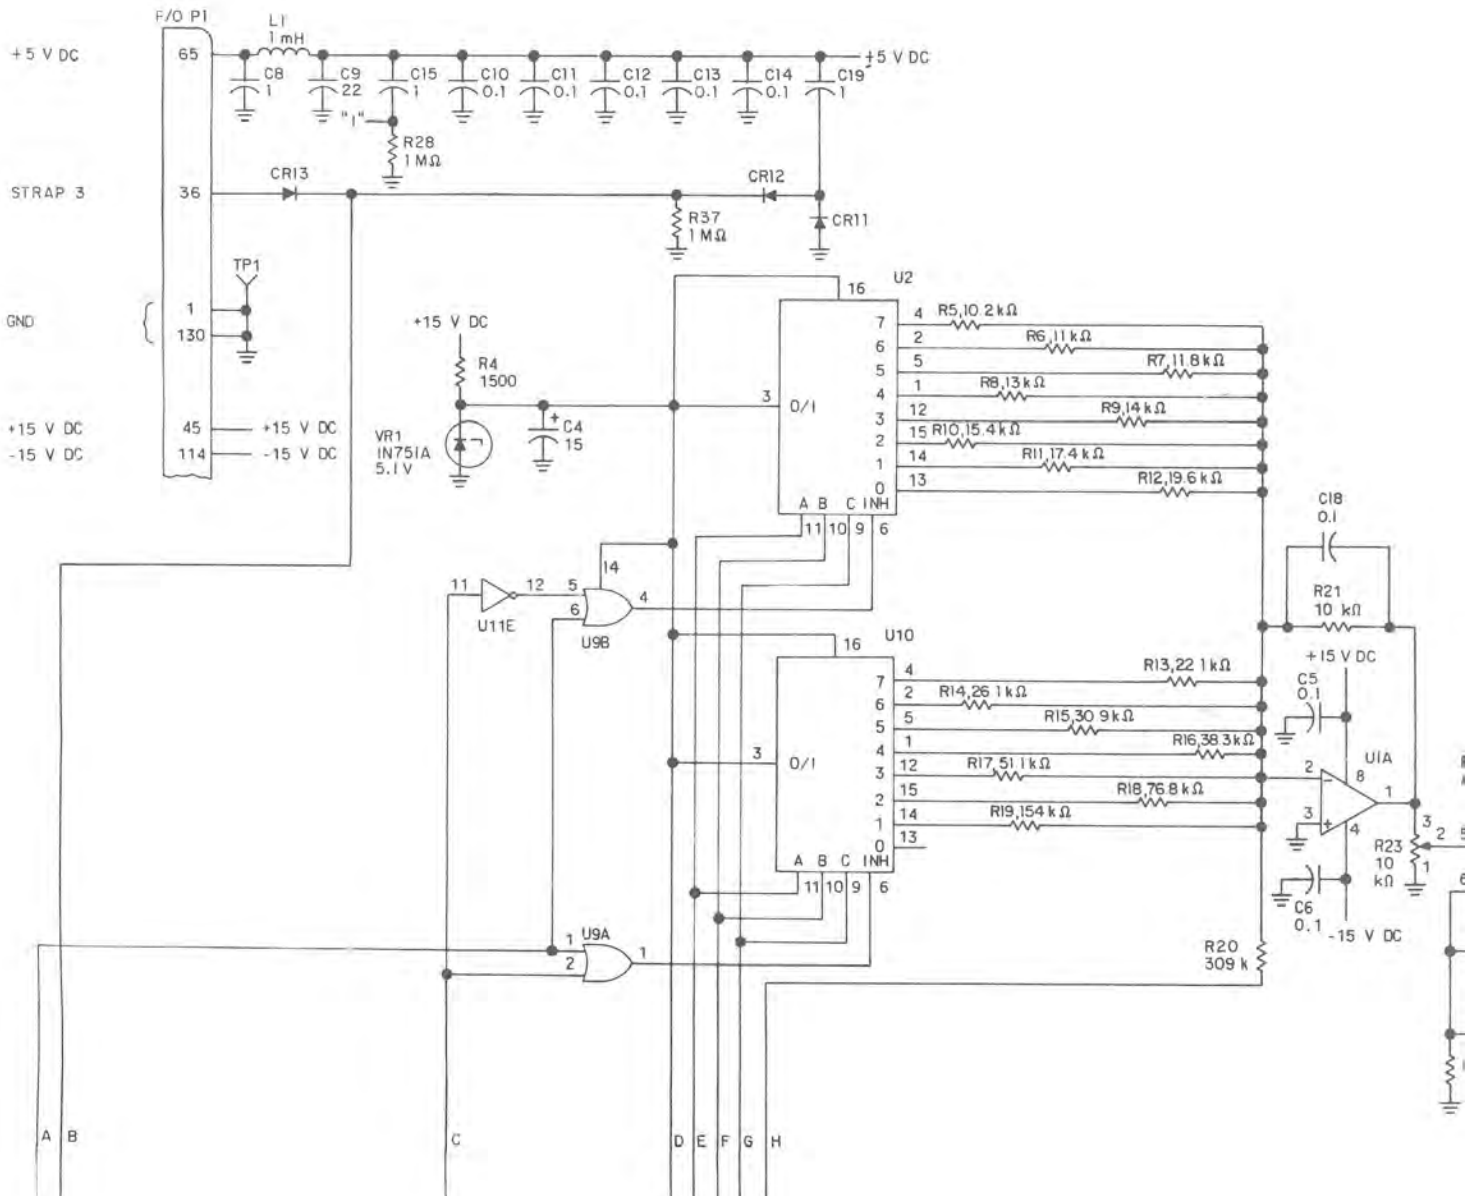 F/O P1
L1
1 mH
+5 V DC
65
+5 V DC
C8
1
C9
22
C15
1
C10
0.1
C11
0.1
C12
0.1
C13
0.1
C14
0.1
C19
1
"1"
R28
1 MΩ
CR13
CR12
STRAP 3
36
R37
1 MΩ
CR11
TP1
U2
16
1
GND
130
+15 V DC
R4
1500
3
O/I
7
4
R5,10.2 kΩ
6
2
R6,11 kΩ
5
5
R7,11.8 kΩ
4
1
R8,13 kΩ
3
12
R9,14 kΩ
2
15
R10,15.4 kΩ
1
14
R11,17.4 kΩ
0
13
R12,19.6 kΩ
+
C4
15
VR1
1N751A
5.1 V
+15 V DC
45
+15 V DC
-15 V DC
114
-15 V DC
A B C INH
11 10 9 6
C18
0.1
14
11
12
5
6
4
U11E
U9B
R21
10 kΩ
U10
16
+15 V DC
3
O/I
7
4
R13,22 1 kΩ
6
2
R14,26 1 kΩ
5
5
R15,30 9 kΩ
4
1
R16,38.3 kΩ
3
12
R17,51.1 kΩ
2
15
R18,76.8 kΩ
1
14
R19,154 kΩ
0
13
C5
0.1
U1A
2
-
8
1
3
+
4
3
2
5
R23
10
kΩ
1
A B C INH
11 10 9 6
6
C6
0.1
-15 V DC
U9A
1
2
1
R20
309 k
A B C D E F G H